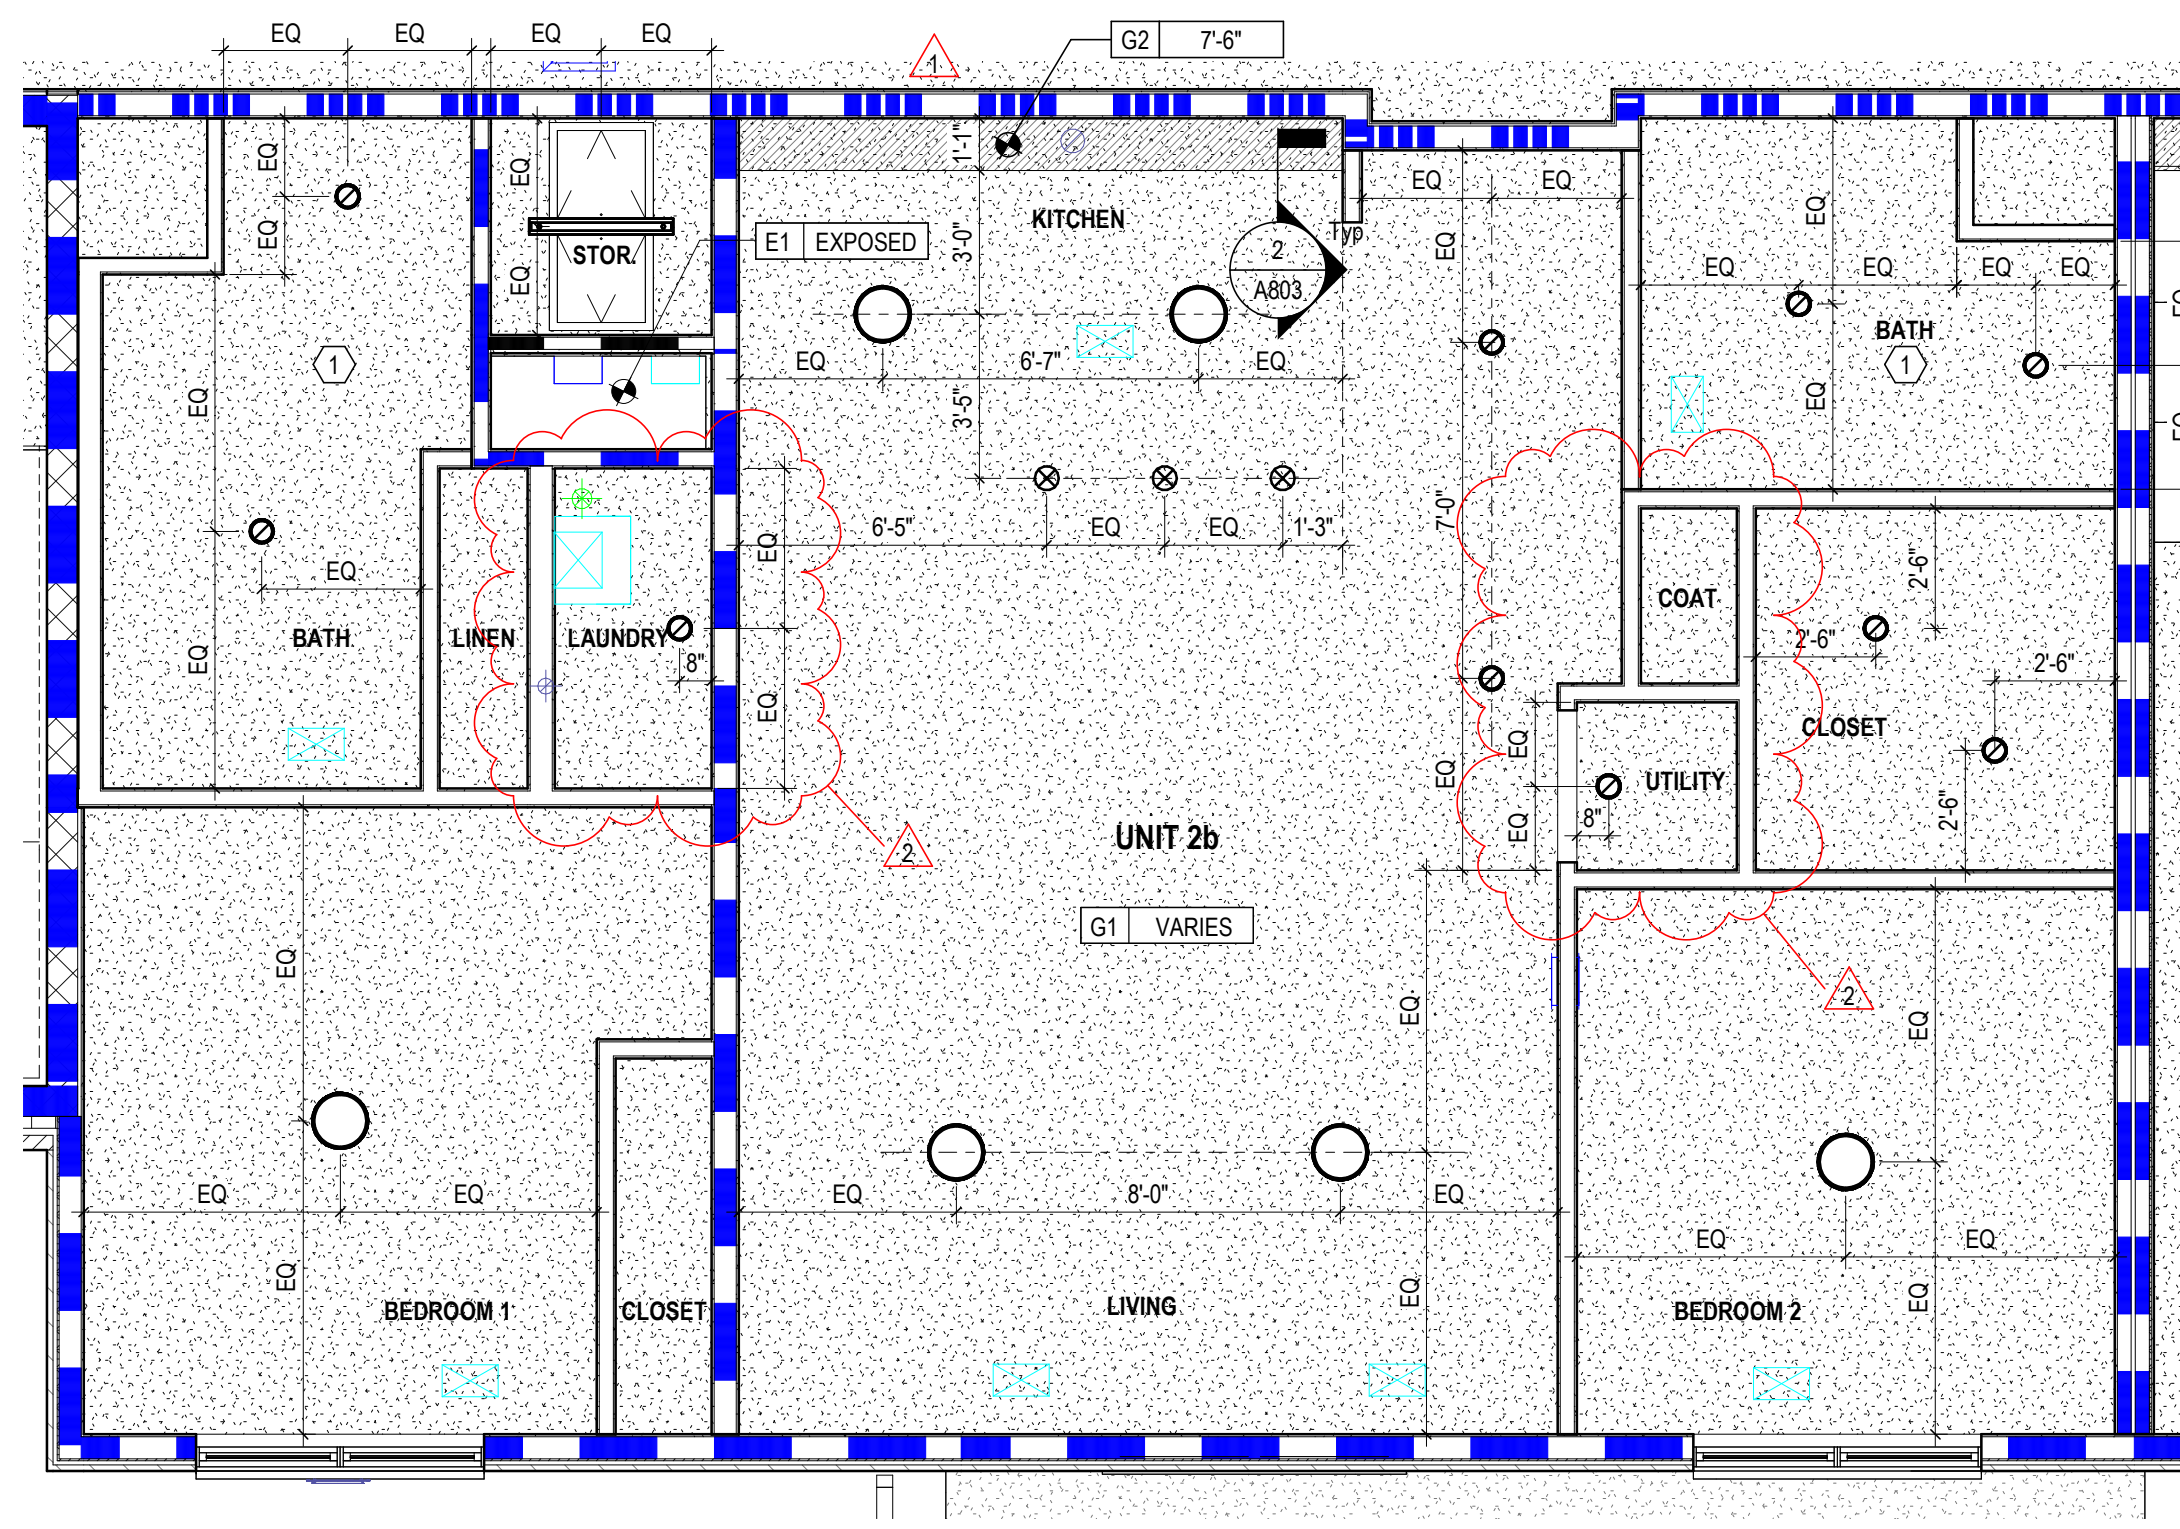 EQ EQ EQ EQ
1
G2 7'-6"
EQ
EQ
EQ
EQ
1'-1"
3'-0"
KITCHEN
Typ
EQ EQ
EQ
EQ
E1 EXPOSED
STOR.
2
A803
EQ EQ EQ EQ
EQ
BATH
1
EQ
EQ
1
EQ
EQ 6'-7" EQ
3'-5"
EQ
6'-5" EQ EQ 1'-3"
7'-0"
EQ
EQ
2'-6"
COAT
BATH
LINEN
LAUNDRY
8"
EQ
EQ
2'-6"
2'-6"
CLOSET
EQ
EQ
UTILITY
8"
EQ
2'-6"
UNIT 2b
2
G1 VARIES
2
EQ
EQ
EQ
EQ EQ
EQ 8'-0" EQ
EQ EQ
EQ
EQ
EQ
BEDROOM 1
CLOSET
LIVING
BEDROOM 2